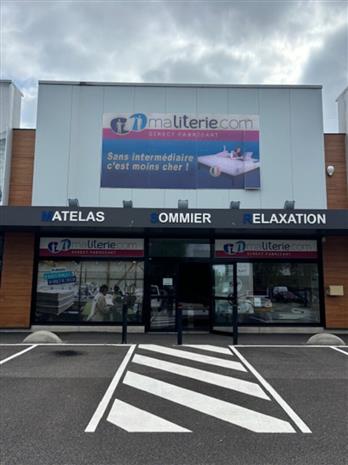 maliterie.com
DIRECT FABRICANT
Sans intermédiaire
c'est moins cher !
MATELAS SOMMIER RELAXATION
maliterie.com
DIRECT FABRICANT
maliterie.com
DIRECT FABRICANT